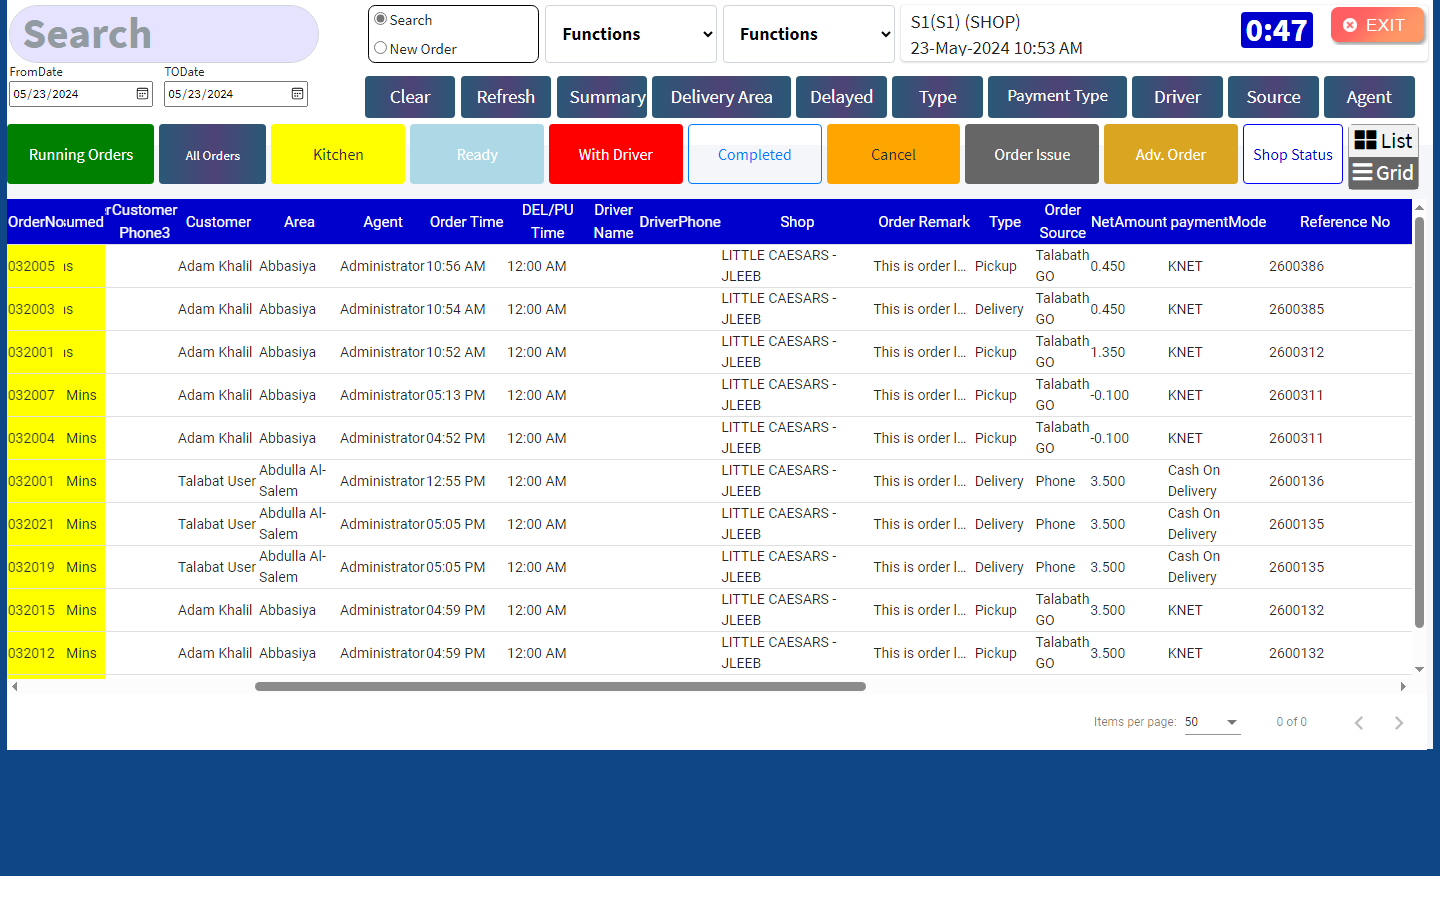 Search
Search
New Order
Functions
Functions
S1(S1) (SHOP)
23-May-2024 10:53 AM
0:47
EXIT
FromDate
TODate
05/23/2024
05/23/2024
Clear
Refresh
Summary
Delivery Area
Delayed
Type
Payment Type
Driver
Source
Agent
Running Orders
All Orders
Kitchen
Ready
With Driver
Completed
Cancel
Order Issue
Adv. Order
Shop Status
List
Grid
OrderNo umed Customer Phone3 Customer Area Agent Order Time DEL/PU Time Driver Name DriverPhone Shop Order Remark Type Order Source NetAmount paymentMode Reference No
032005 Adam Khalil Abbasiya Administrator 10:56 AM 12:00 AM LITTLE CAESARS - JLEEB This is order l... Pickup Talabath GO 0.450 KNET 2600386
032003 Adam Khalil Abbasiya Administrator 10:54 AM 12:00 AM LITTLE CAESARS - JLEEB This is order l... Delivery Talabath GO 0.450 KNET 2600385
032001 Adam Khalil Abbasiya Administrator 10:52 AM 12:00 AM LITTLE CAESARS - JLEEB This is order l... Pickup Talabath GO 1.350 KNET 2600312
032007 Mins Adam Khalil Abbasiya Administrator 05:13 PM 12:00 AM LITTLE CAESARS - JLEEB This is order l... Pickup Talabath GO -0.100 KNET 2600311
032004 Mins Adam Khalil Abbasiya Administrator 04:52 PM 12:00 AM LITTLE CAESARS - JLEEB This is order l... Pickup Talabath GO -0.100 KNET 2600311
032001 Mins Talabat User Abdulla Al-Salem Administrator 12:55 PM 12:00 AM LITTLE CAESARS - JLEEB This is order l... Delivery Phone 3.500 Cash On Delivery 2600136
032021 Mins Talabat User Abdulla Al-Salem Administrator 05:05 PM 12:00 AM LITTLE CAESARS - JLEEB This is order l... Delivery Phone 3.500 Cash On Delivery 2600135
032019 Mins Talabat User Abdulla Al-Salem Administrator 05:05 PM 12:00 AM LITTLE CAESARS - JLEEB This is order l... Delivery Phone 3.500 Cash On Delivery 2600135
032015 Mins Adam Khalil Abbasiya Administrator 04:59 PM 12:00 AM LITTLE CAESARS - JLEEB This is order l... Pickup Talabath GO 3.500 KNET 2600132
032012 Mins Adam Khalil Abbasiya Administrator 04:59 PM 12:00 AM LITTLE CAESARS - JLEEB This is order l... Pickup Talabath GO 3.500 KNET 2600132
Items per page: 50 0 of 0